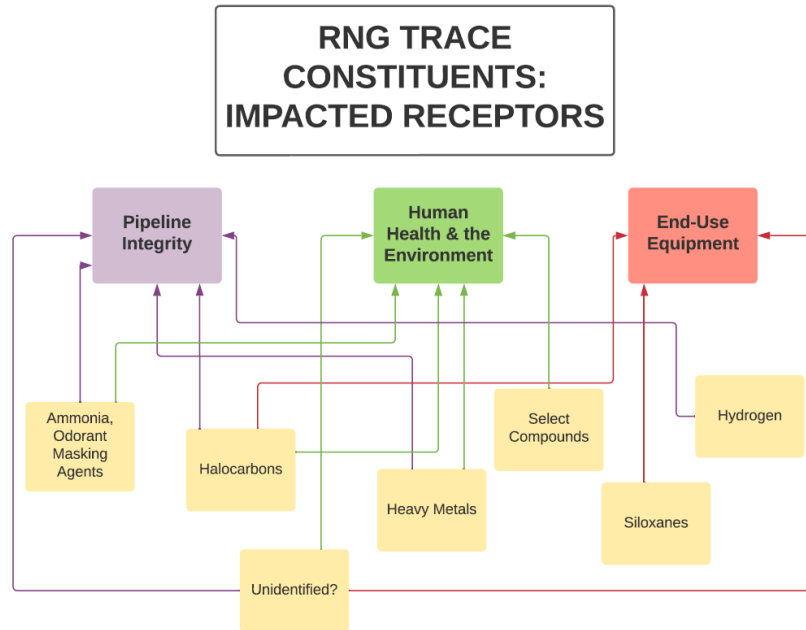 RNG TRACE
CONSTITUENTS:
IMPACTED RECEPTORS
Pipeline
Integrity
Human
Health & the
Environment
End-Use
Equipment
Ammonia,
Odorant
Masking
Agents
Halocarbons
Heavy Metals
Select
Compounds
Hydrogen
Siloxanes
Unidentified?